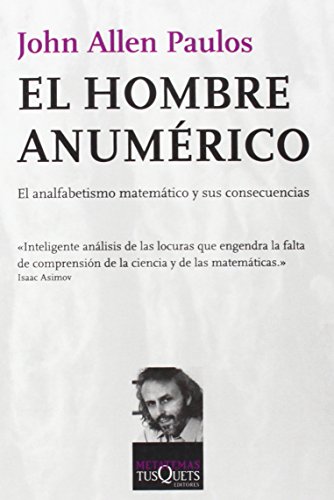 John Allen Paulos
EL HOMBRE
ANUMÉRICO
El analfabetismo matemático y sus consecuencias
«Inteligente análisis de las locuras que engendra la falta
de comprensión de la ciencia y de las matemáticas.»
Isaac Asimov
METATEMAS
TUSQUETS
EDITORES